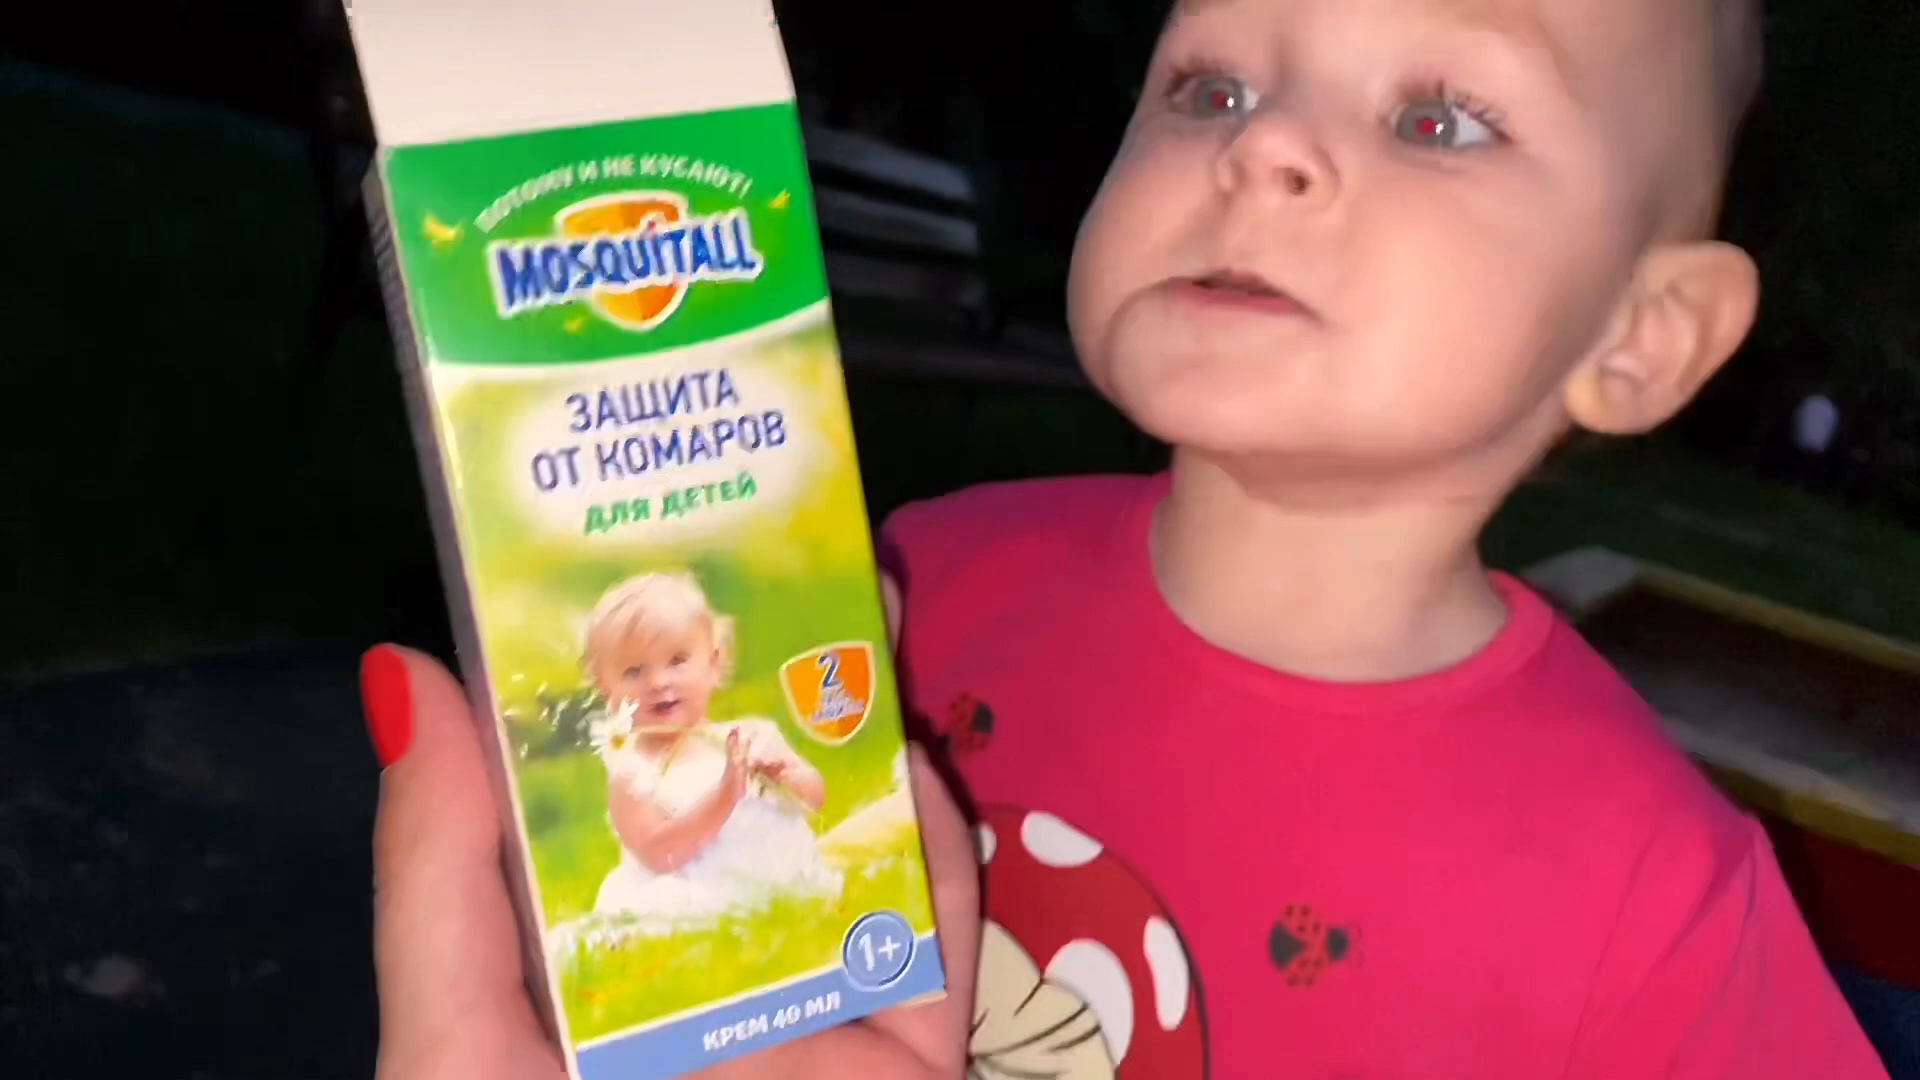 ПОТОМУ И НЕ КУСАЮТ!
MOSQUITALL
ЗАЩИТА
ОТ КОМАРОВ
ДЛЯ ДЕТЕЙ
2
1+
КРЕМ 40 МЛ